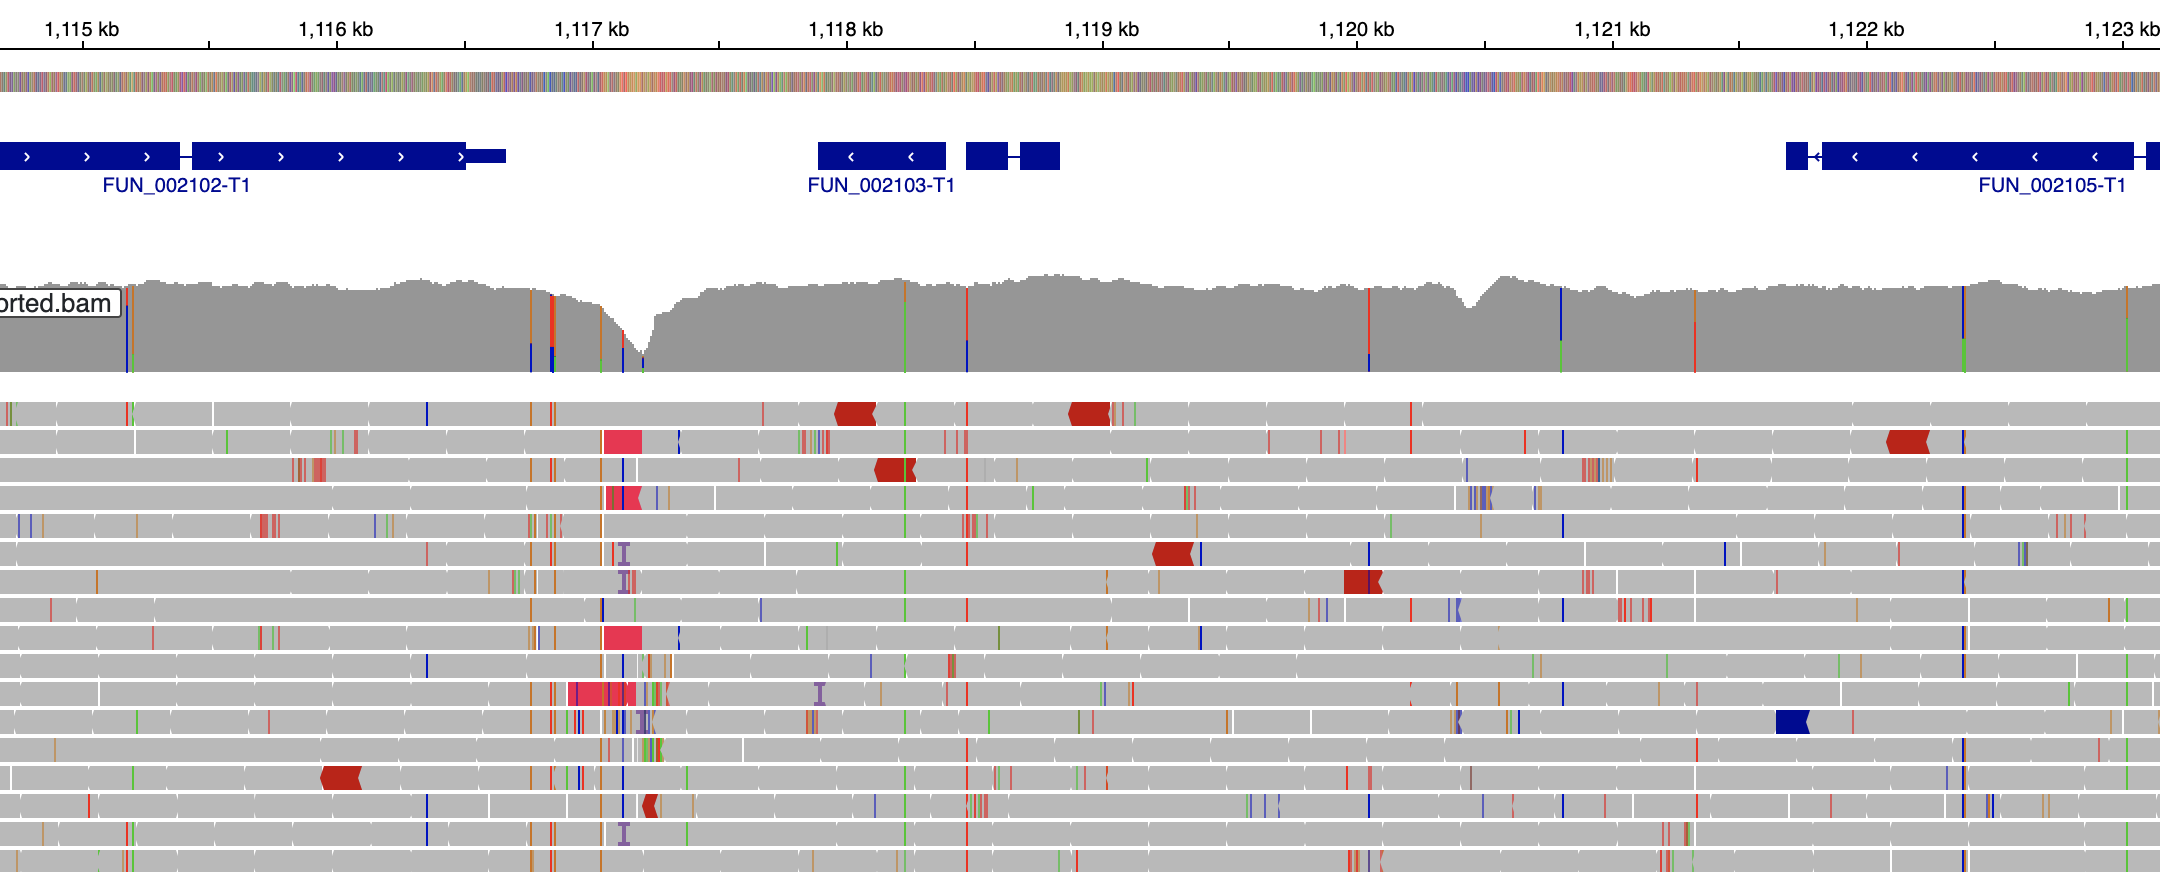 1,115 kb 1,116 kb 1,117 kb 1,118 kb 1,119 kb 1,120 kb 1,121 kb 1,122 kb 1,123 kb
FUN_002102-T1 FUN_002103-T1 FUN_002105-T1
orted.bam